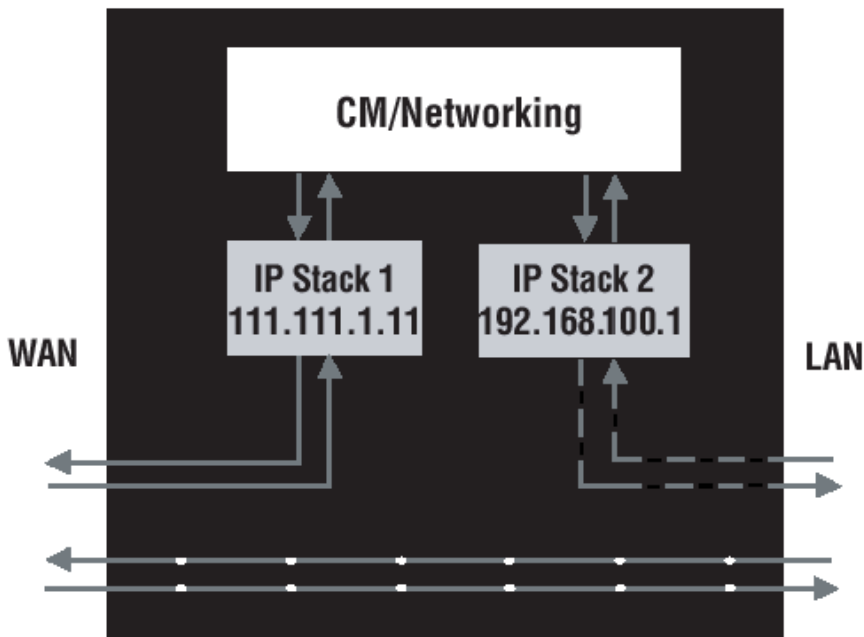 CM/Networking
IP Stack 1
111.111.1.11
IP Stack 2
192.168.100.1
WAN
LAN